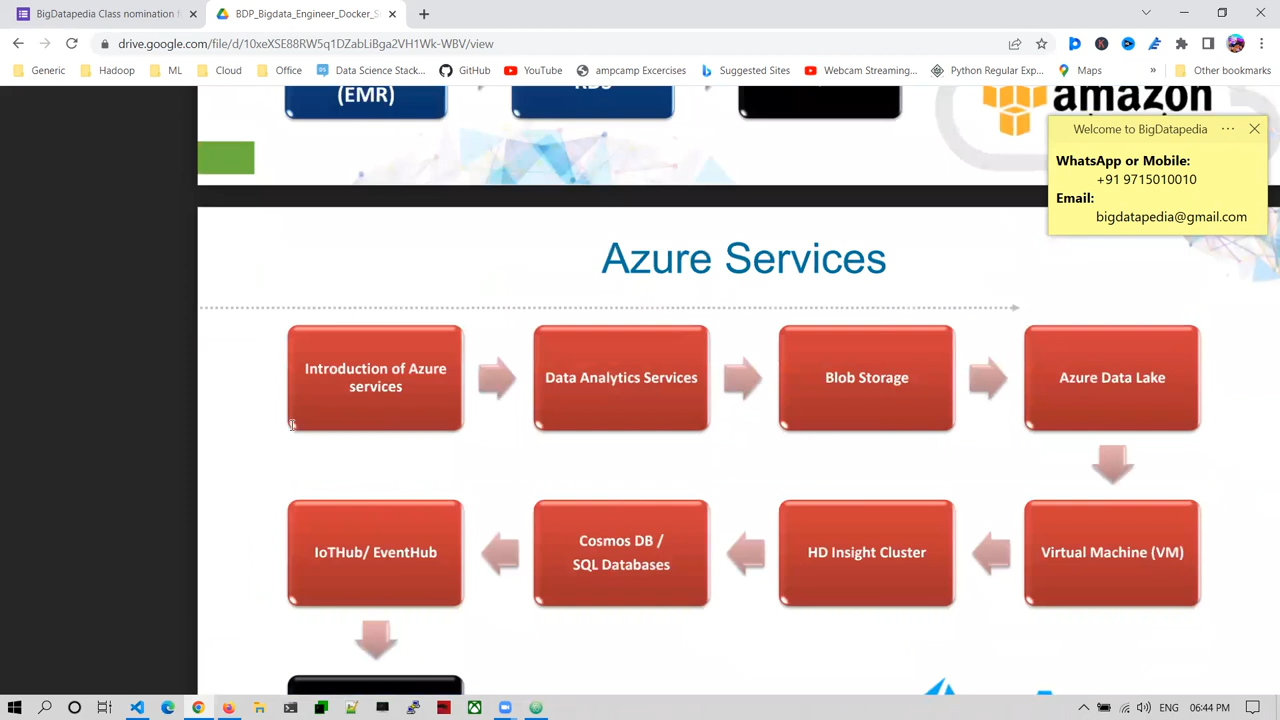 BigDatapedia Class nomination f
BDP_Bigdata_Engineer_Docker_S
drive.google.com/file/d/10xeXSE88RW5q1DZabLiBga2VH1Wk-WBV/view
Generic
Hadoop
ML
Cloud
Office
Data Science Stack...
GitHub
YouTube
ampcamp Excercises
Suggested Sites
Webcam Streaming...
Python Regular Exp...
Maps
»
Other bookmarks
(EMR)
RDS
amazon
Welcome to BigDatapedia
WhatsApp or Mobile:
+91 9715010010
Email:
bigdatapedia@gmail.com
Azure Services
Introduction of Azure
services
Data Analytics Services
Blob Storage
Azure Data Lake
IoTHub/ EventHub
Cosmos DB /
SQL Databases
HD Insight Cluster
Virtual Machine (VM)
ENG
06:44 PM